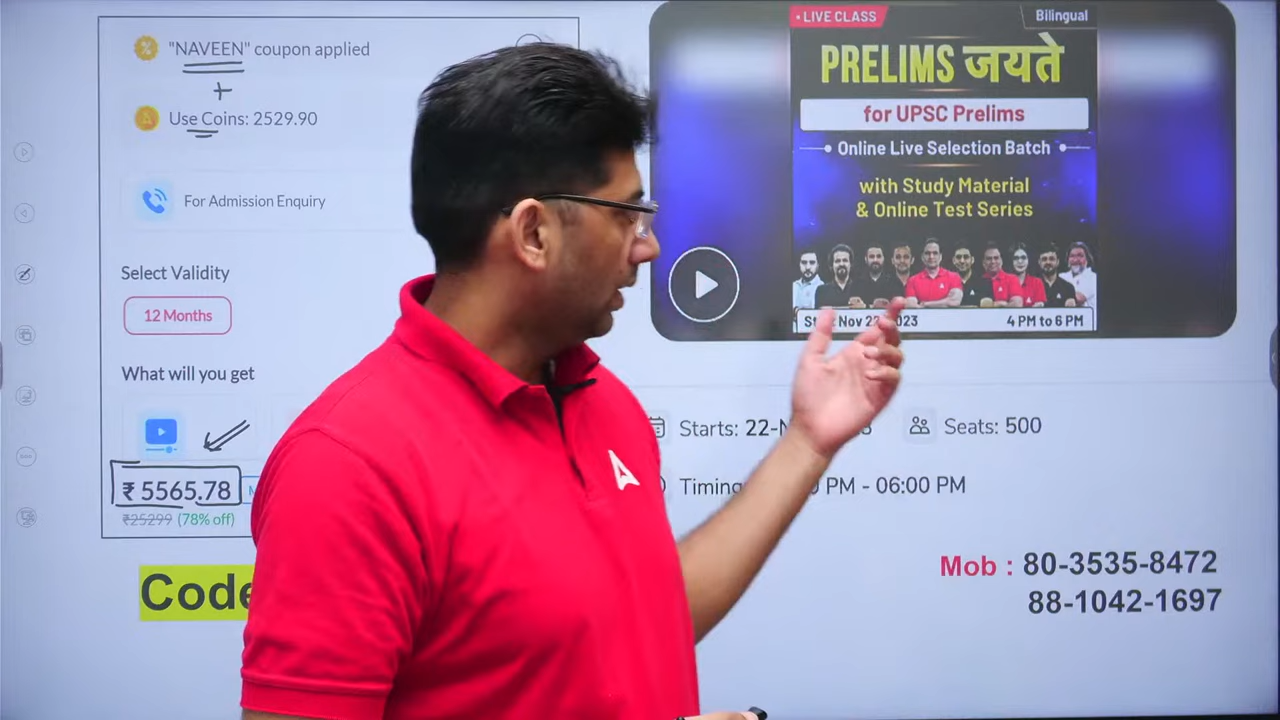 "NAVEEN" coupon applied
+
Use Coins: 2529.90
For Admission Enquiry
Select Validity
12 Months
What will you get
₹ 5565.78
₹25299 (78% off)
Code
• LIVE CLASS
Bilingual
PRELIMS जयते
for UPSC Prelims
Online Live Selection Batch
with Study Material
& Online Test Series
Nov 2023
4 PM to 6 PM
Starts: 22-
Seats: 500
Timing PM - 06:00 PM
Mob : 80-3535-8472
88-1042-1697